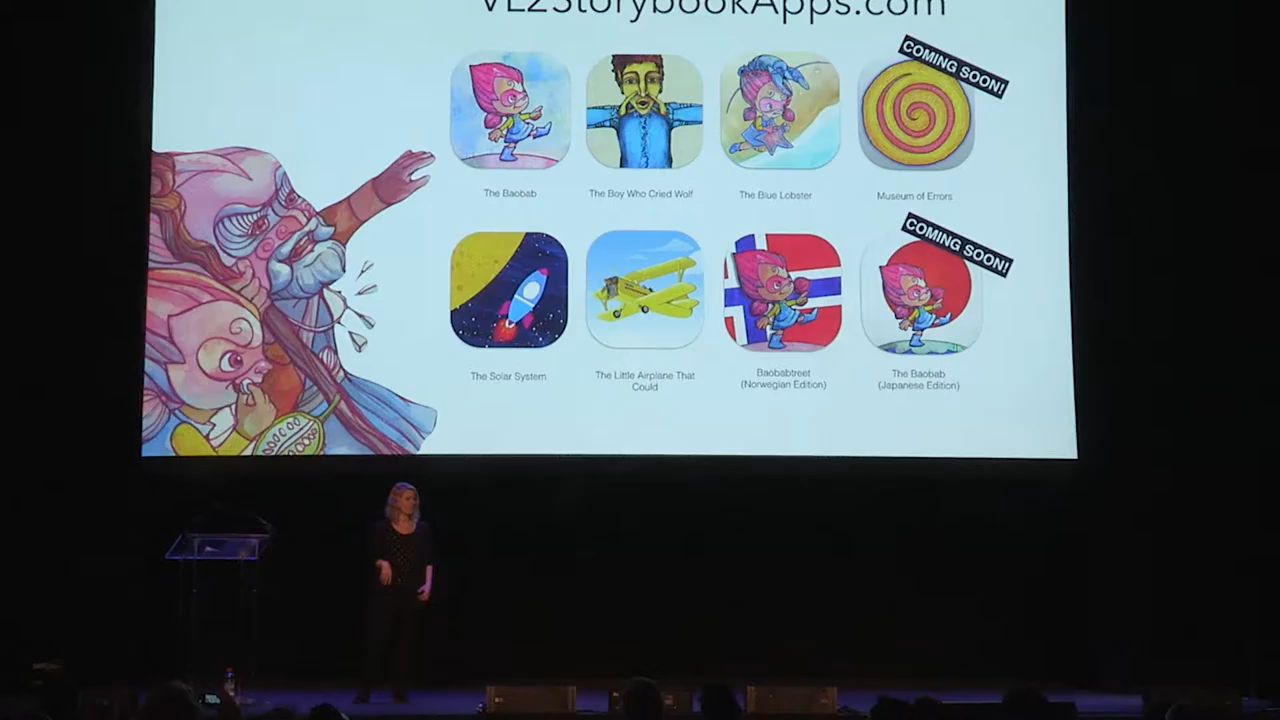 VL2StorybookApps.com
COMING SOON!
The Baobab
The Boy Who Cried Wolf
The Blue Lobster
Museum of Errors
COMING SOON!
The Solar System
The Little Airplane That
Could
Baobabtreet
(Norwegian Edition)
The Baobab
(Japanese Edition)